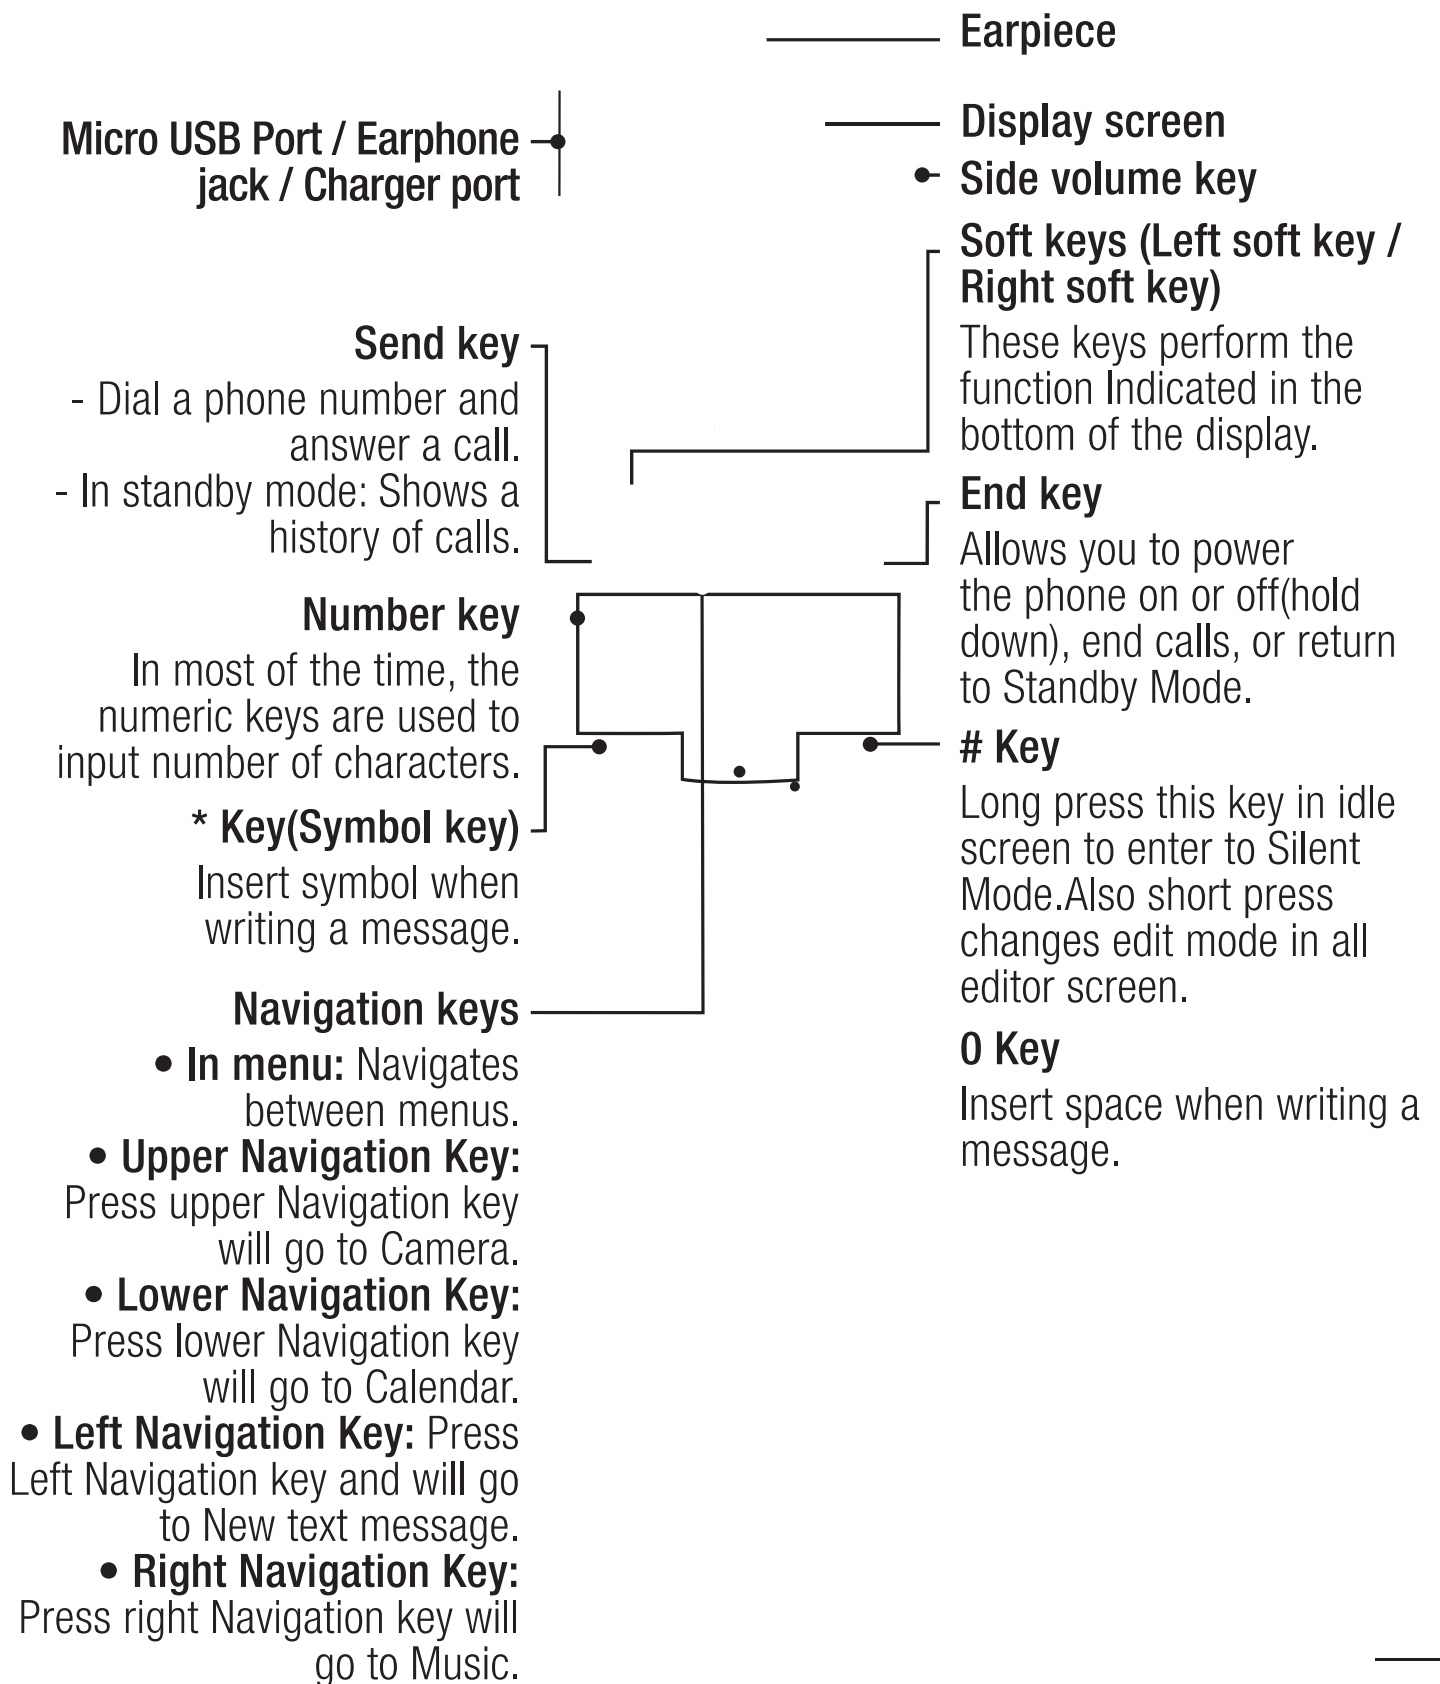 Micro USB Port / Earphone
jack / Charger port
Send key
- Dial a phone number and
answer a call.
- In standby mode: Shows a
history of calls.
Number key
In most of the time, the
numeric keys are used to
input number of characters.
* Key(Symbol key)
Insert symbol when
writing a message.
Navigation keys
• In menu: Navigates
between menus.
• Upper Navigation Key:
Press upper Navigation key
will go to Camera.
• Lower Navigation Key:
Press lower Navigation key
will go to Calendar.
• Left Navigation Key: Press
Left Navigation key and will go
to New text message.
• Right Navigation Key:
Press right Navigation key will
go to Music.
Earpiece
Display screen
Side volume key
Soft keys (Left soft key /
Right soft key)
These keys perform the
function Indicated in the
bottom of the display.
End key
Allows you to power
the phone on or off(hold
down), end calls, or return
to Standby Mode.
# Key
Long press this key in idle
screen to enter to Silent
Mode.Also short press
changes edit mode in all
editor screen.
0 Key
Insert space when writing a
message.